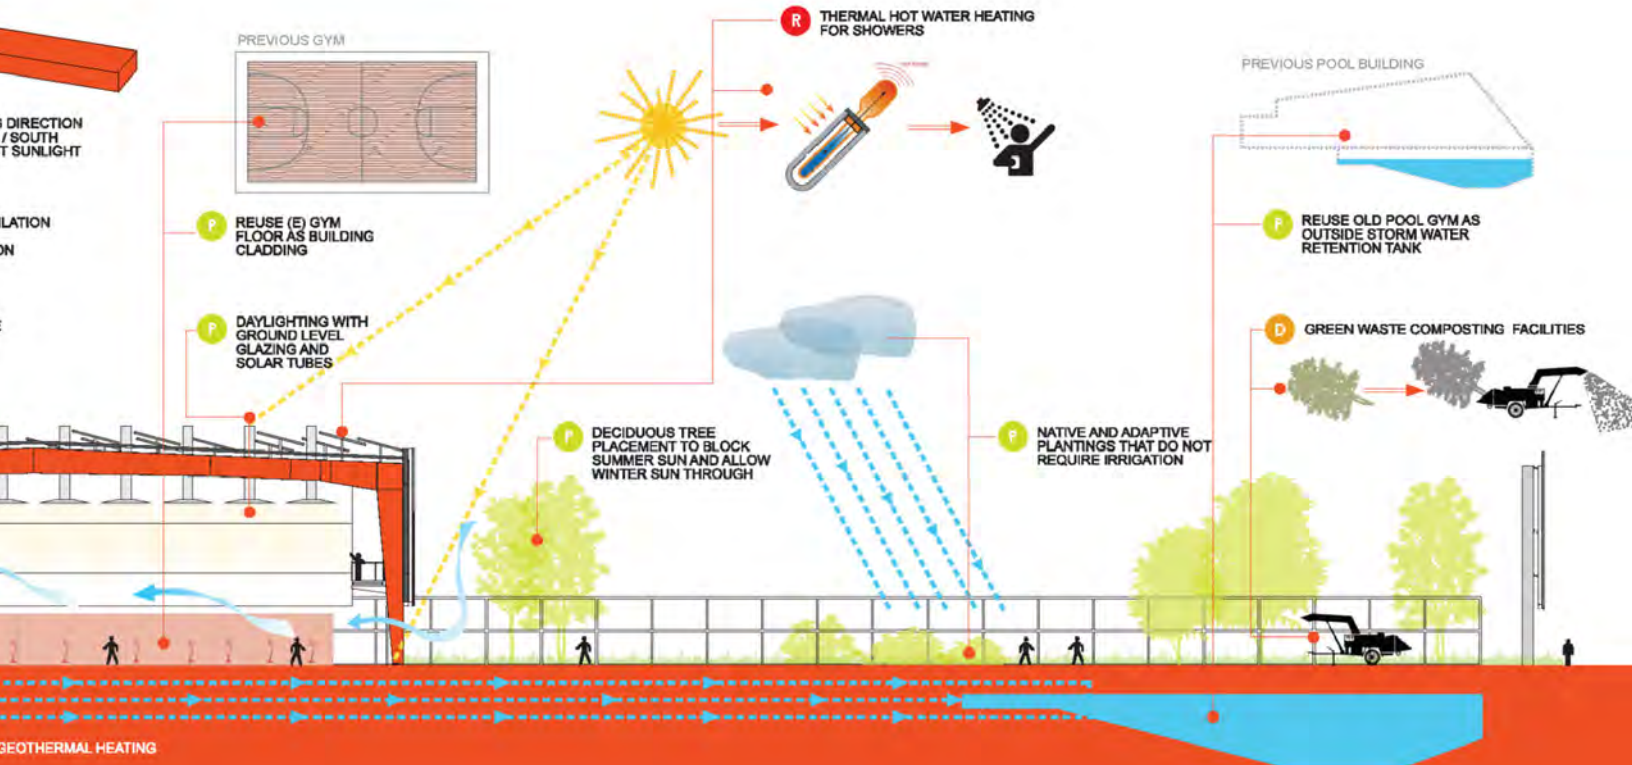 PREVIOUS GYM
R
THERMAL HOT WATER HEATING
FOR SHOWERS
PREVIOUS POOL BUILDING
DIRECTION
/ SOUTH
SUNLIGHT
P
REUSE (E) GYM
FLOOR AS BUILDING
CLADDING
P
REUSE OLD POOL GYM AS
OUTSIDE STORM WATER
RETENTION TANK
P
DAYLIGHTING WITH
GROUND LEVEL
GLAZING AND
SOLAR TUBES
D
GREEN WASTE COMPOSTING FACILITIES
P
DECIDUOUS TREE
PLACEMENT TO BLOCK
SUMMER SUN AND ALLOW
WINTER SUN THROUGH
P
NATIVE AND ADAPTIVE
PLANTINGS THAT DO NOT
REQUIRE IRRIGATION
GEOTHERMAL HEATING